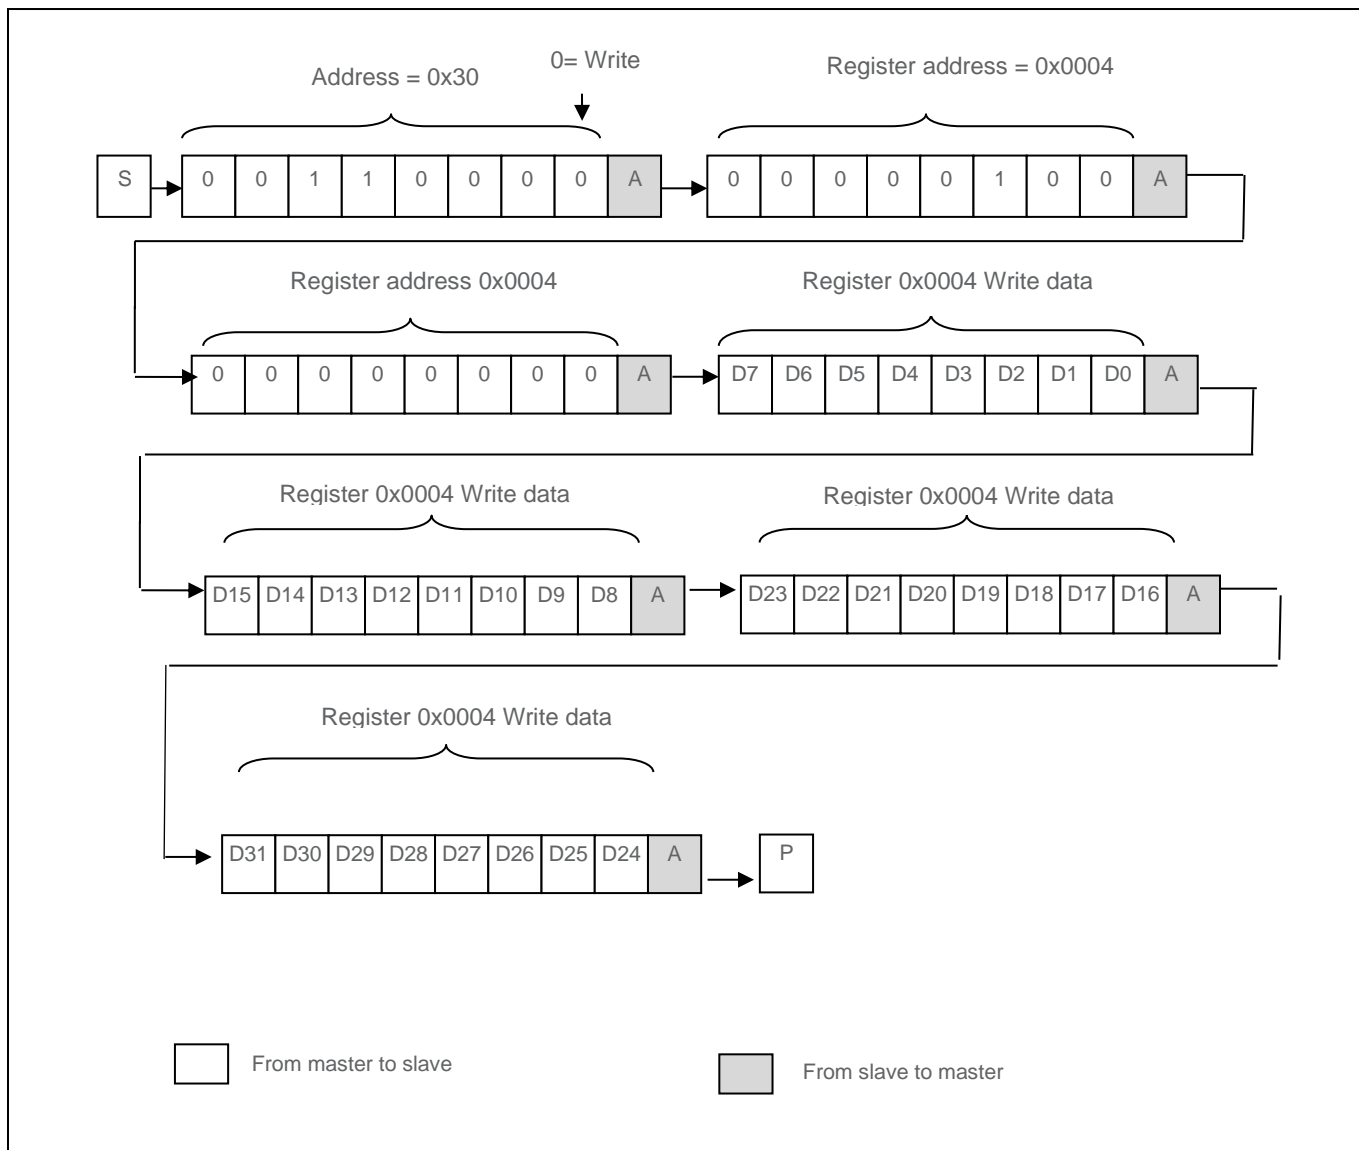 0= Write
Address = 0x30
Register address = 0x0004
S 0 0 1 1 0 0 0 0 A 0 0 0 0 0 1 0 0 A
Register address 0x0004
Register 0x0004 Write data
0 0 0 0 0 0 0 0 A D7 D6 D5 D4 D3 D2 D1 D0 A
Register 0x0004 Write data
Register 0x0004 Write data
D15 D14 D13 D12 D11 D10 D9 D8 A D23 D22 D21 D20 D19 D18 D17 D16 A
Register 0x0004 Write data
D31 D30 D29 D28 D27 D26 D25 D24 A P
From master to slave
From slave to master